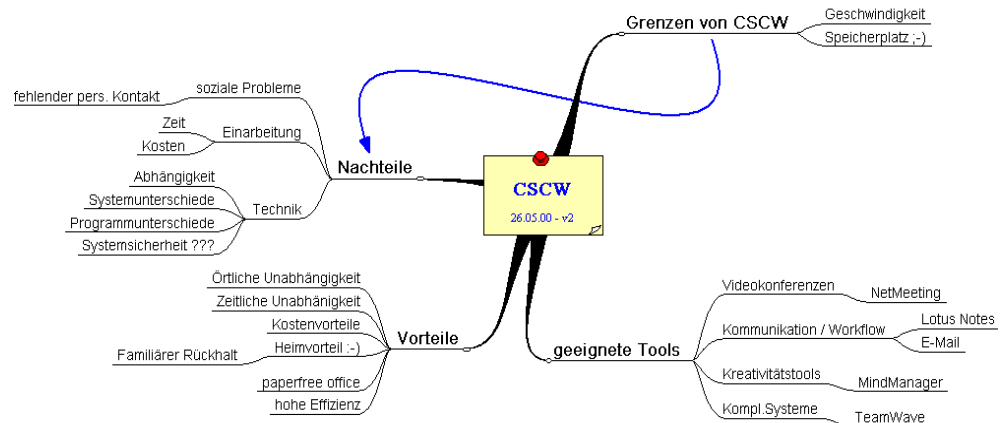 CSCW
26.05.00 - v2
Grenzen von CSCW
Geschwindigkeit
Speicherplatz ;-)
Nachteile
soziale Probleme
fehlender pers. Kontakt
Einarbeitung
Zeit
Kosten
Technik
Abhängigkeit
Systemunterschiede
Programmunterschiede
Systemsicherheit ???
Vorteile
Örtliche Unabhängigkeit
Zeitliche Unabhänigkeit
Kostenvorteile
Heimvorteil :-)
Familiärer Rückhalt
paperfree office
hohe Effizienz
geeignete Tools
Videokonferenzen
NetMeeting
Kommunikation / Workflow
Lotus Notes
E-Mail
Kreativitätstools
MindManager
Kompl.Systeme
TeamWave